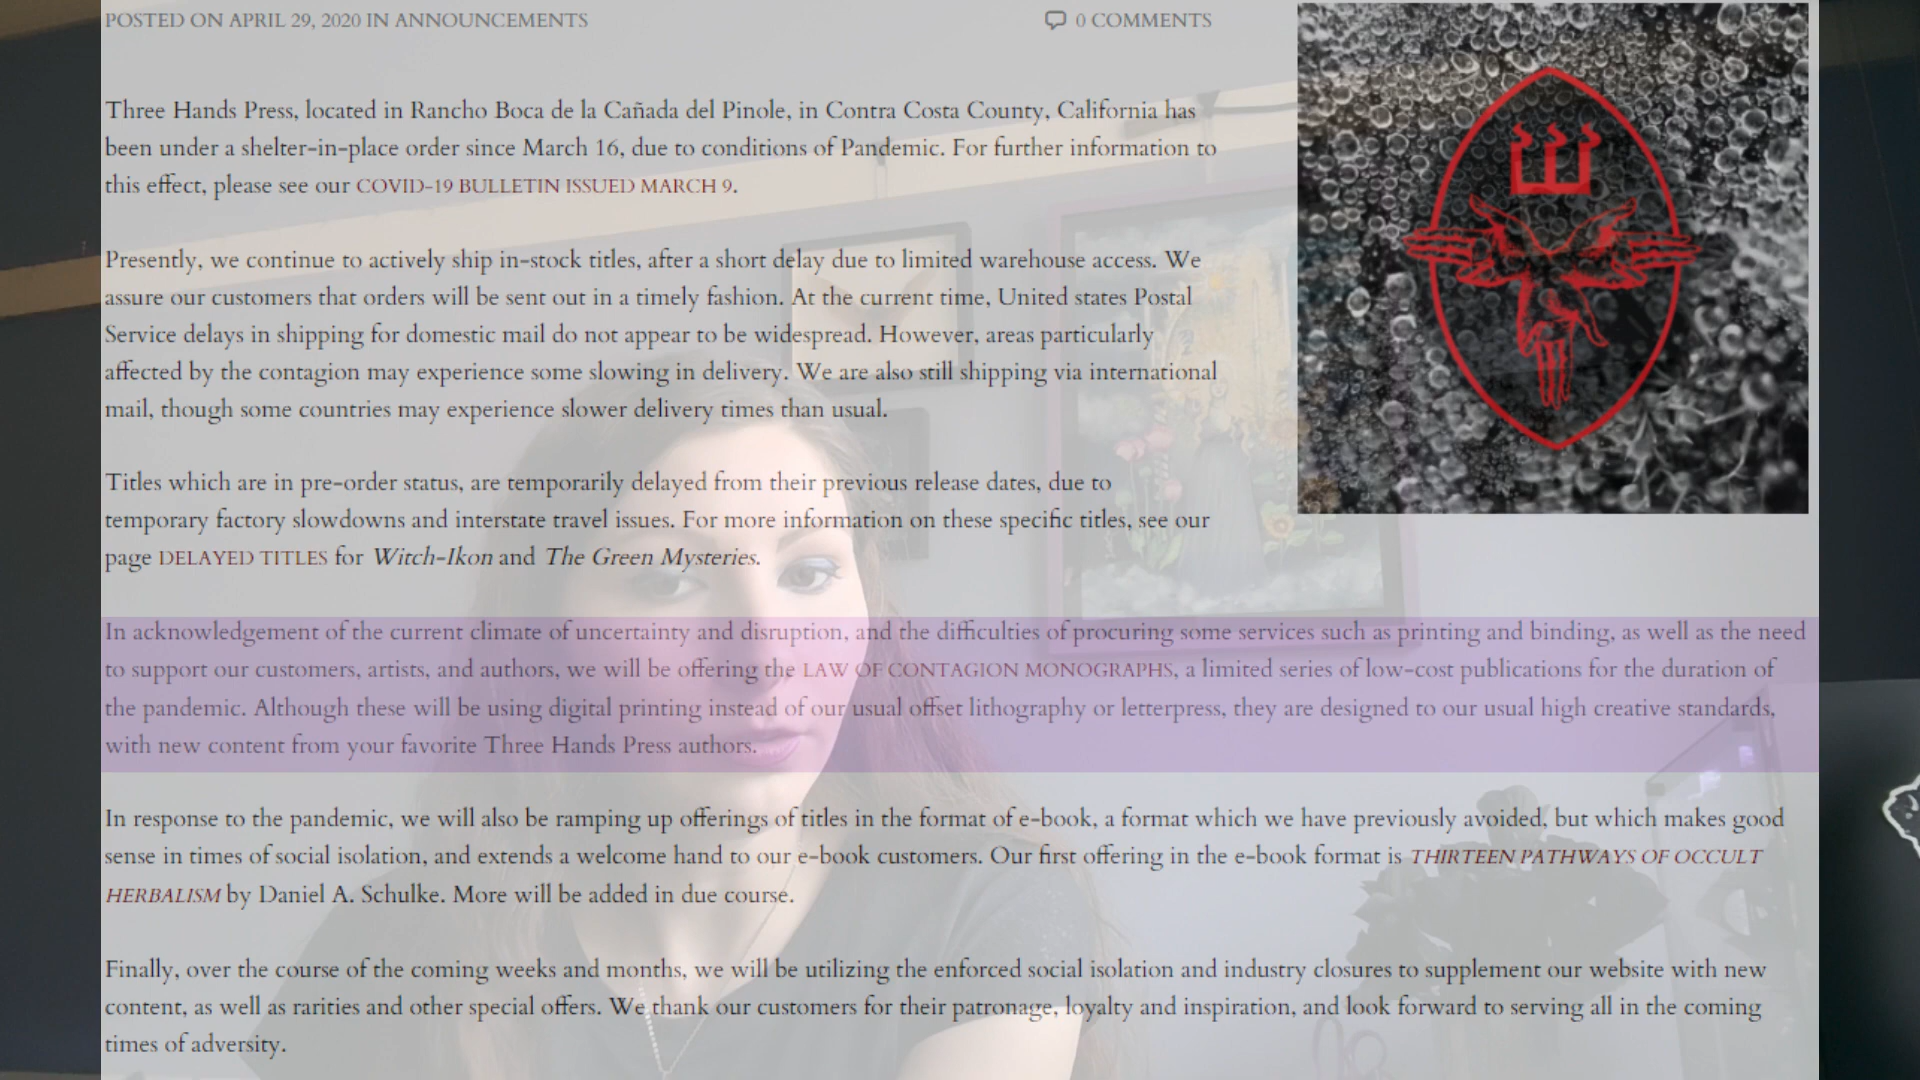 POSTED ON APRIL 29, 2020 IN ANNOUNCEMENTS
0 COMMENTS
Three Hands Press, located in Rancho Boca de la Cañada del Pinole, in Contra Costa County, California has
been under a shelter-in-place order since March 16, due to conditions of Pandemic. For further information to
this effect, please see our COVID-19 BULLETIN ISSUED MARCH 9.
Presently, we continue to actively ship in-stock titles, after a short delay due to limited warehouse access. We
assure our customers that orders will be sent out in a timely fashion. At the current time, United states Postal
Service delays in shipping for domestic mail do not appear to be widespread. However, areas particularly
affected by the contagion may experience some slowing in delivery. We are also still shipping via international
mail, though some countries may experience slower delivery times than usual.
Titles which are in pre-order status, are temporarily delayed from their previous release dates, due to
temporary factory slowdowns and interstate travel issues. For more information on these specific titles, see our
page DELAYED TITLES for Witch-Ikon and The Green Mysteries.
In acknowledgement of the current climate of uncertainty and disruption, and the difficulties of procuring some services such as printing and binding, as well as the need
to support our customers, artists, and authors, we will be offering the LAW OF CONTAGION MONOGRAPHS, a limited series of low-cost publications for the duration of
the pandemic. Although these will be using digital printing instead of our usual offset lithography or letterpress, they are designed to our usual high creative standards,
with new content from your favorite Three Hands Press authors.
In response to the pandemic, we will also be ramping up offerings of titles in the format of e-book, a format which we have previously avoided, but which makes good
sense in times of social isolation, and extends a welcome hand to our e-book customers. Our first offering in the e-book format is THIRTEEN PATHWAYS OF OCCULT
HERBALISM by Daniel A. Schulke. More will be added in due course.
Finally, over the course of the coming weeks and months, we will be utilizing the enforced social isolation and industry closures to supplement our website with new
content, as well as rarities and other special offers. We thank our customers for their patronage, loyalty and inspiration, and look forward to serving all in the coming
times of adversity.